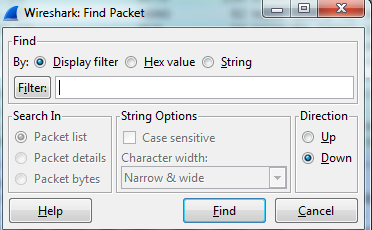 Wireshark: Find Packet
Find
By: Display filter Hex value String
Filter:
Search In
Packet list
Packet details
Packet bytes
String Options
Case sensitive
Character width:
Narrow & wide
Direction
Up
Down
Help Find Cancel